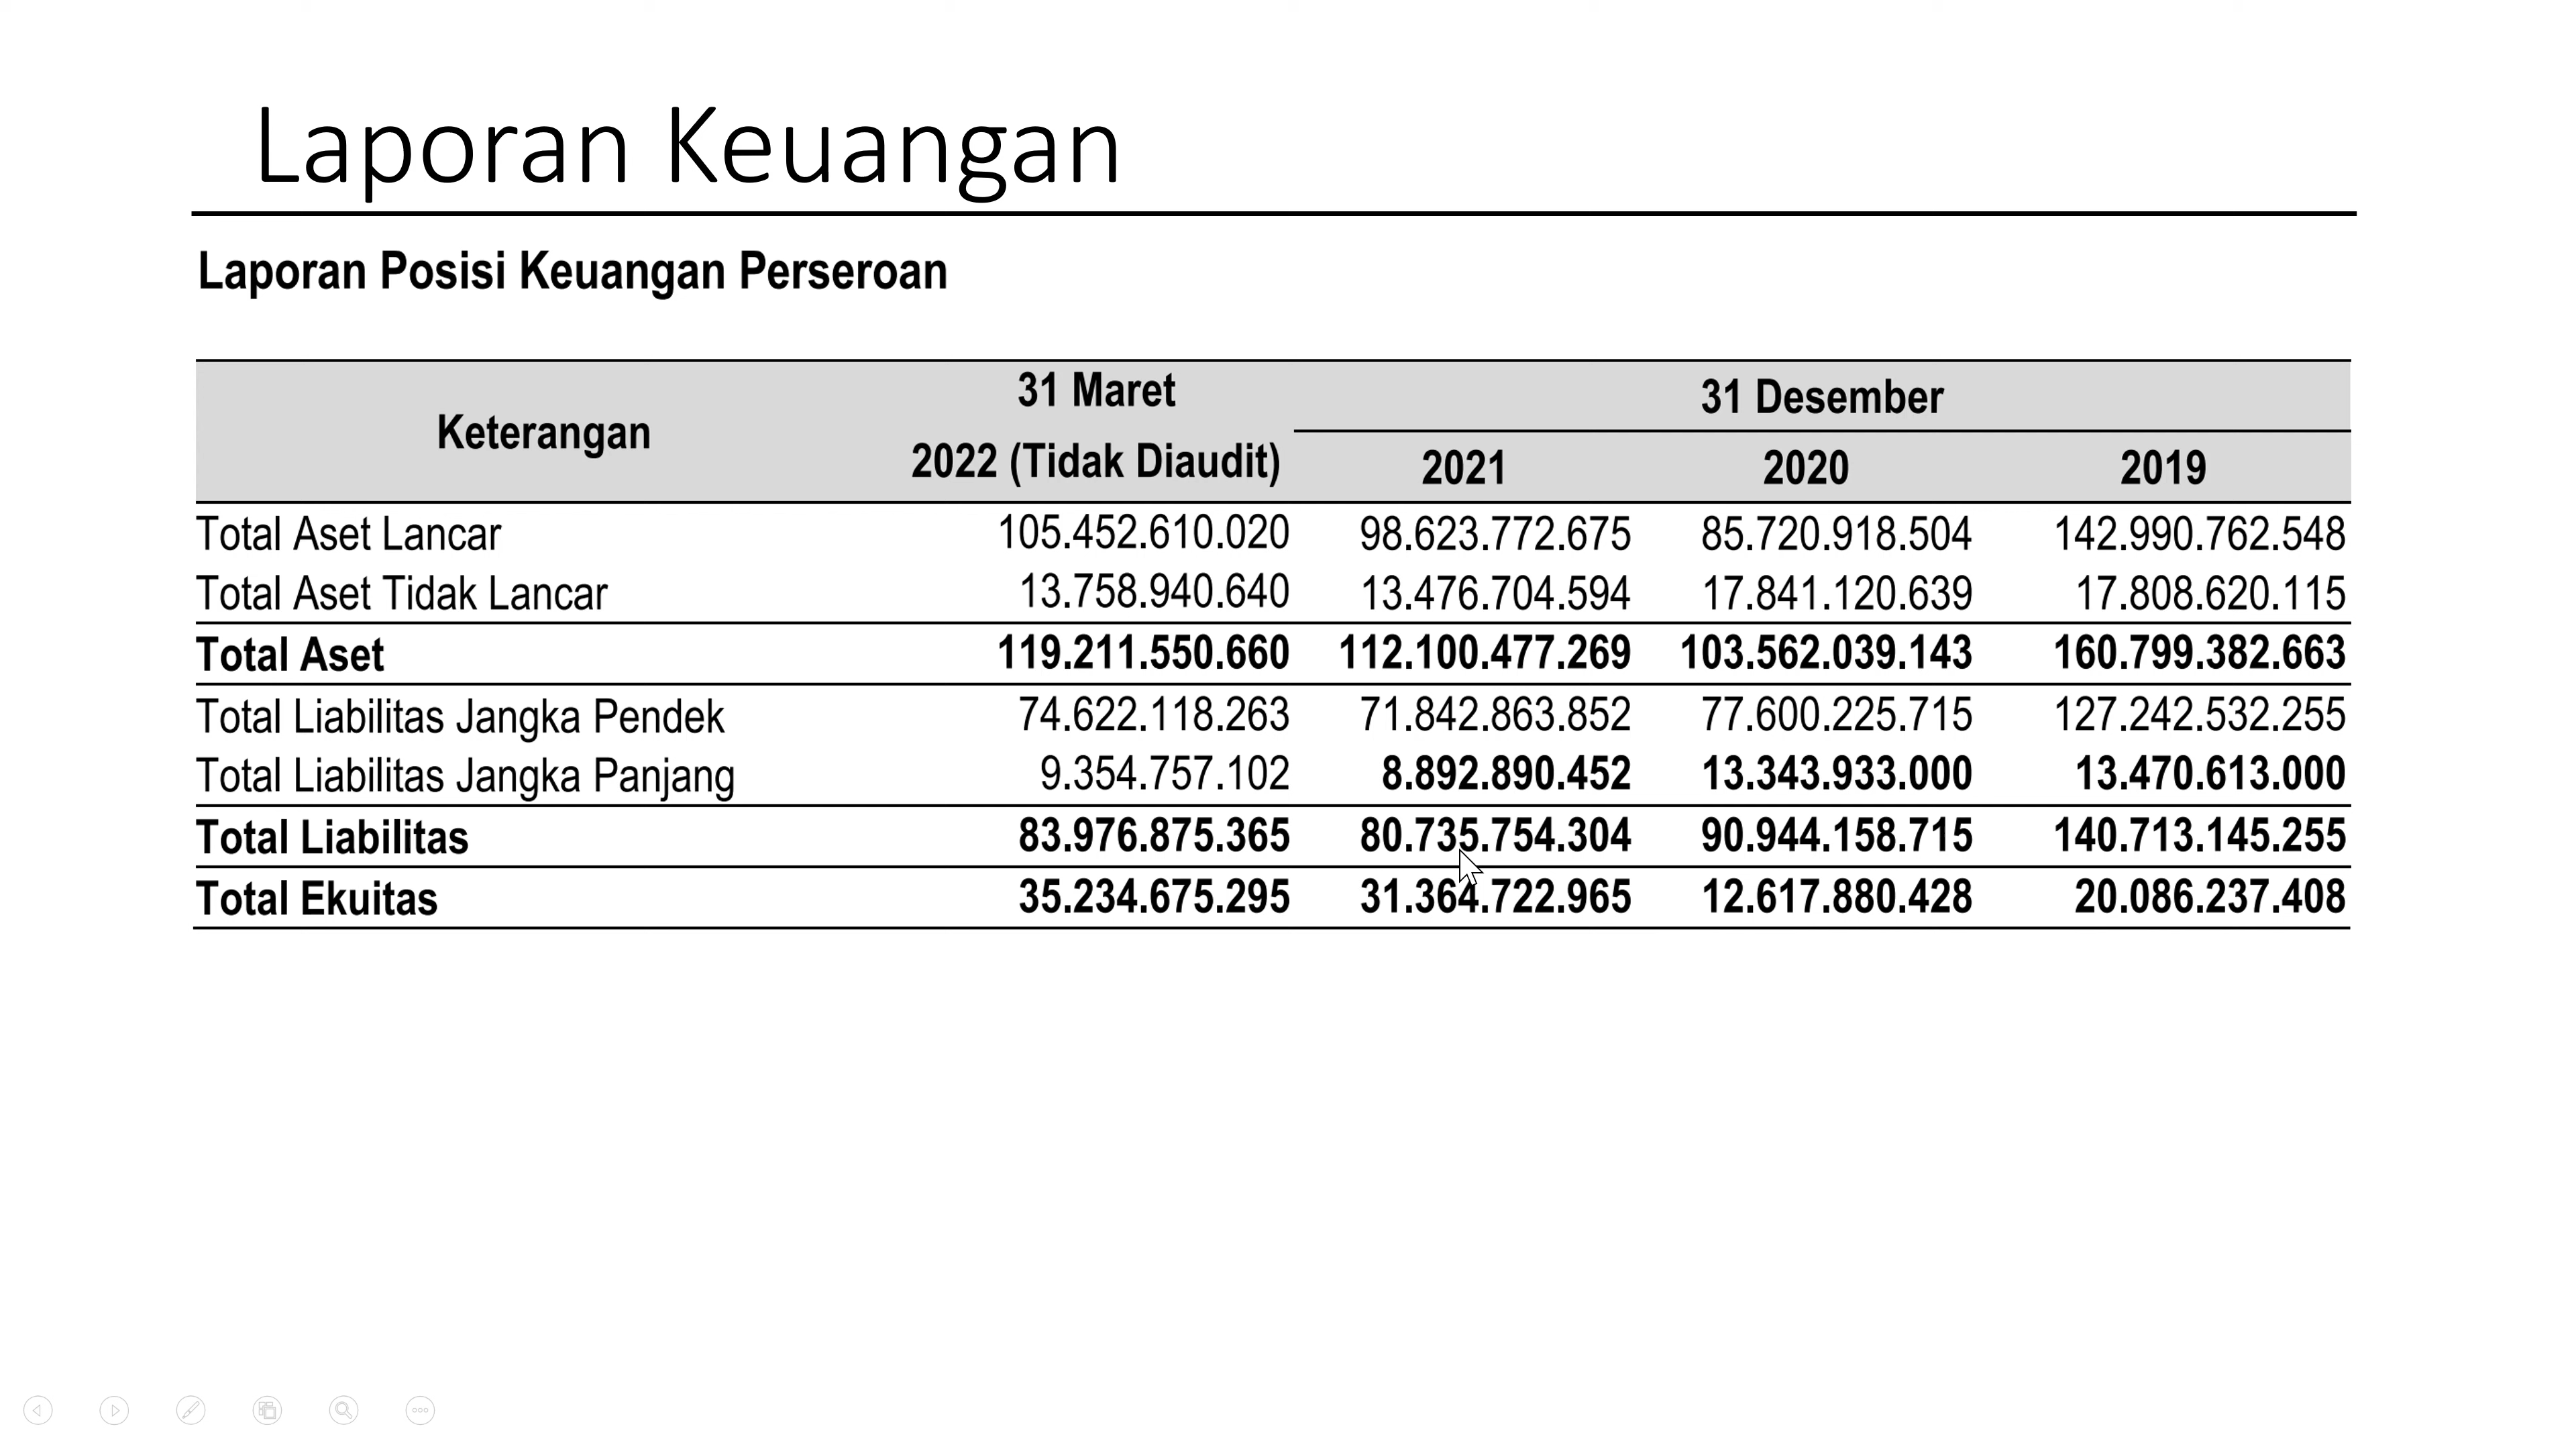 Laporan Keuangan
Laporan Posisi Keuangan Perseroan
Keterangan 31 Maret 2022 (Tidak Diaudit) 31 Desember
2021 2020 2019
Total Aset Lancar 105.452.610.020 98.623.772.675 85.720.918.504 142.990.762.548
Total Aset Tidak Lancar 13.758.940.640 13.476.704.594 17.841.120.639 17.808.620.115
Total Aset 119.211.550.660 112.100.477.269 103.562.039.143 160.799.382.663
Total Liabilitas Jangka Pendek 74.622.118.263 71.842.863.852 77.600.225.715 127.242.532.255
Total Liabilitas Jangka Panjang 9.354.757.102 8.892.890.452 13.343.933.000 13.470.613.000
Total Liabilitas 83.976.875.365 80.735.754.304 90.944.158.715 140.713.145.255
Total Ekuitas 35.234.675.295 31.364.722.965 12.617.880.428 20.086.237.408